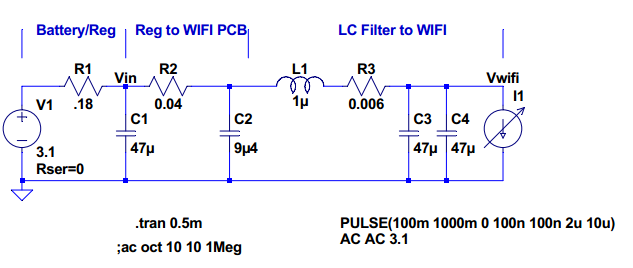 Battery/Reg Reg to WIFI PCB LC Filter to WIFI
R1 Vin R2 L1 R3 Vwifi
V1 .18 0.04 1µ 0.006 I1
C1 C2 C3 C4
3.1 47µ 9µ4 47µ 47µ
Rser=0
.tran 0.5m PULSE(100m 1000m 0 100n 100n 2u 10u)
;ac oct 10 10 1Meg AC AC 3.1